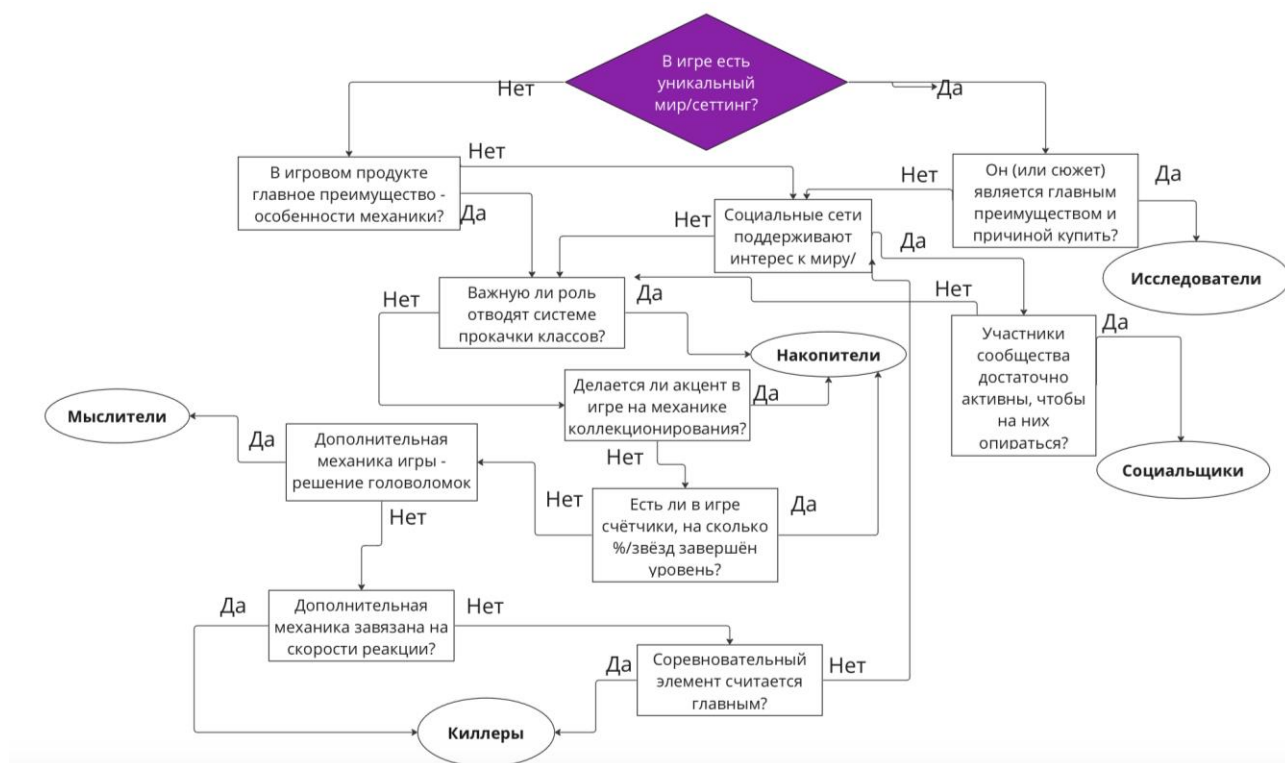 В игре есть
уникальный
мир/сеттинг?
Нет
Да
В игровом продукте
главное преимущество -
особенности механики?
Нет
Да
Он (или сюжет)
является главным
преимуществом и
причиной купить?
Нет
Да
Социальные сети
поддерживают
интерес к миру/
Нет
Да
Исследователи
Важную ли роль
отводят системе
прокачки классов?
Нет
Да
Участники
сообщества
достаточно
активны, чтобы
на них
опираться?
Нет
Да
Накопители
Делается ли акцент в
игре на механике
коллекционирования?
Да
Нет
Мыслители
Дополнительная
механика игры -
решение головоломок
Да
Нет
Социальщики
Есть ли в игре
счётчики, на сколько
%/звёзд завершён
уровень?
Нет
Да
Дополнительная
механика завязана на
скорости реакции?
Да
Нет
Соревновательный
элемент считается
главным?
Да
Нет
Киллеры